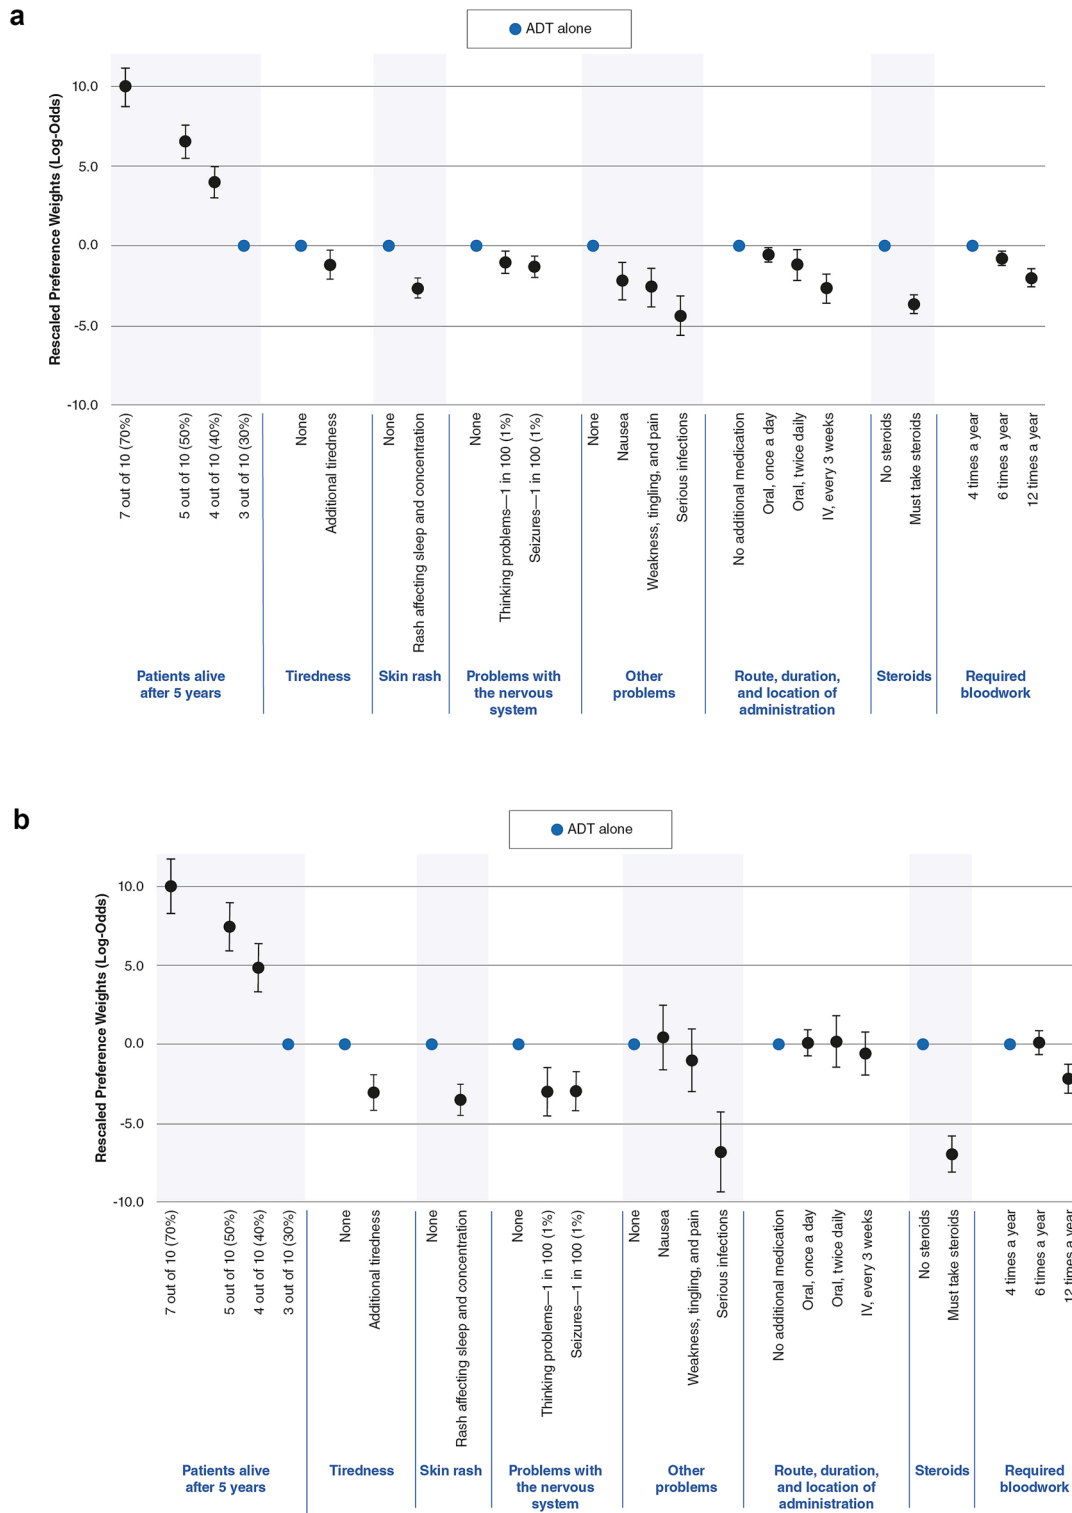 a
ADT alone
Rescaled Preference Weights (Log-Odds)
10.0
5.0
0.0
-5.0
-10.0
7 out of 10 (70%)
5 out of 10 (50%)
4 out of 10 (40%)
3 out of 10 (30%)
None
Additional tiredness
None
Rash affecting sleep and concentration
None
Thinking problems—1 in 100 (1%)
Seizures—1 in 100 (1%)
None
Nausea
Weakness, tingling, and pain
Serious infections
No additional medication
Oral, once a day
Oral, twice daily
IV, every 3 weeks
No steroids
Must take steroids
4 times a year
6 times a year
12 times a year
Patients alive
after 5 years
Tiredness
Skin rash
Problems with
the nervous
system
Other
problems
Route, duration,
and location of
administration
Steroids
Required
bloodwork
b
ADT alone
Rescaled Preference Weights (Log-Odds)
10.0
5.0
0.0
-5.0
-10.0
7 out of 10 (70%)
5 out of 10 (50%)
4 out of 10 (40%)
3 out of 10 (30%)
None
Additional tiredness
None
Rash affecting sleep and concentration
None
Thinking problems—1 in 100 (1%)
Seizures—1 in 100 (1%)
None
Nausea
Weakness, tingling, and pain
Serious infections
No additional medication
Oral, once a day
Oral, twice daily
IV, every 3 weeks
No steroids
Must take steroids
4 times a year
6 times a year
12 times a year
Patients alive
after 5 years
Tiredness
Skin rash
Problems with
the nervous
system
Other
problems
Route, duration,
and location of
administration
Steroids
Required
bloodwork